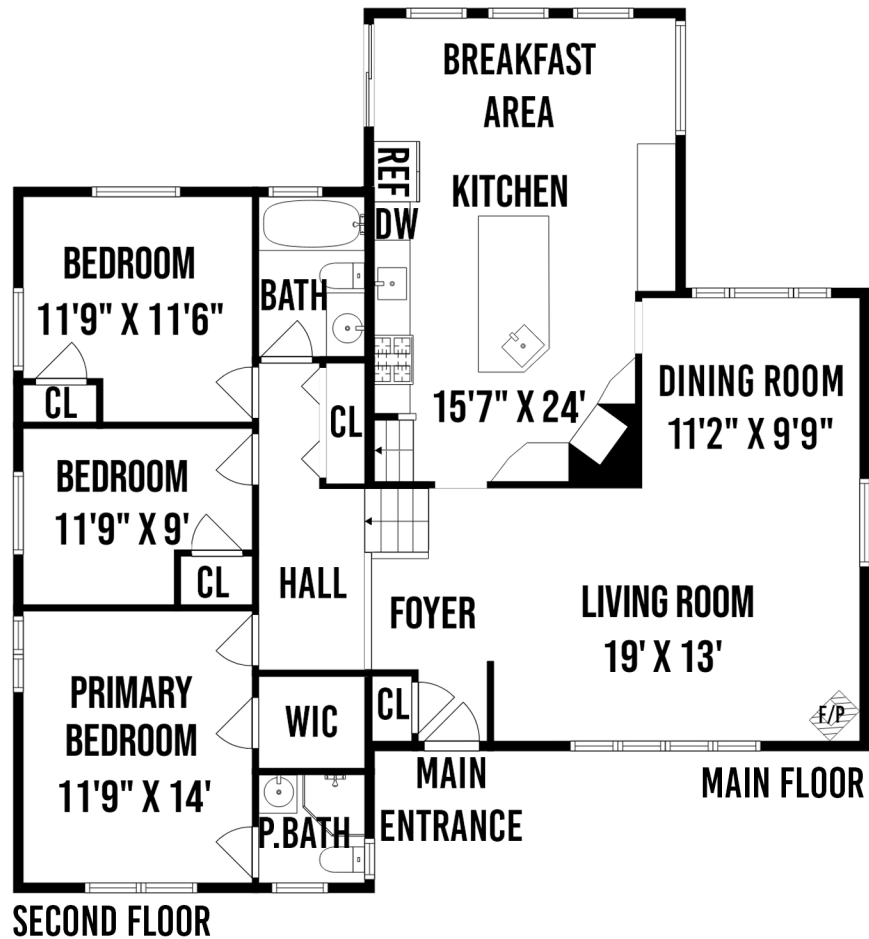 BREAKFAST
AREA
REF
KITCHEN
DW
15'7" X 24'
BEDROOM
11'9" X 11'6"
CL
BATH
CL
DINING ROOM
11'2" X 9'9"
BEDROOM
11'9" X 9'
CL
HALL
FOYER
LIVING ROOM
19' X 13'
PRIMARY
BEDROOM
11'9" X 14'
WIC
CL
F/P
MAIN
ENTRANCE
MAIN FLOOR
P.BATH
SECOND FLOOR